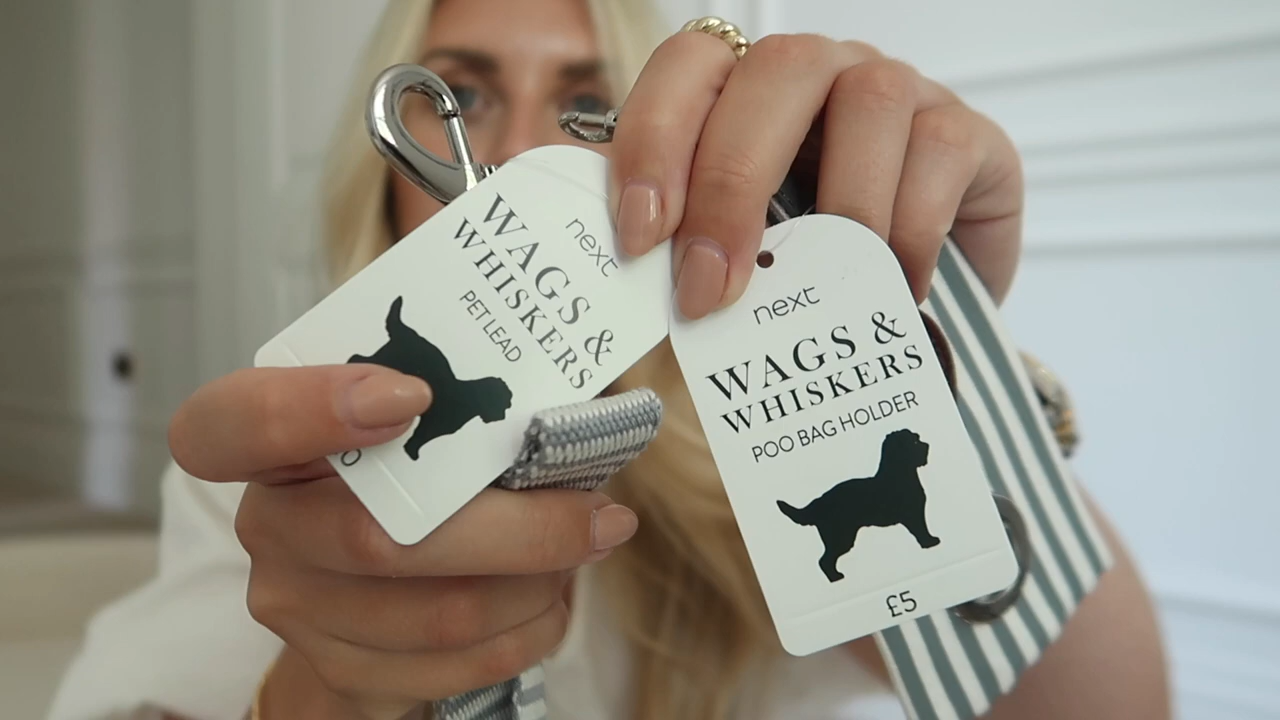 next
WAGS &
WHISKERS
PET LEAD
next
WAGS &
WHISKERS
POO BAG HOLDER
£5